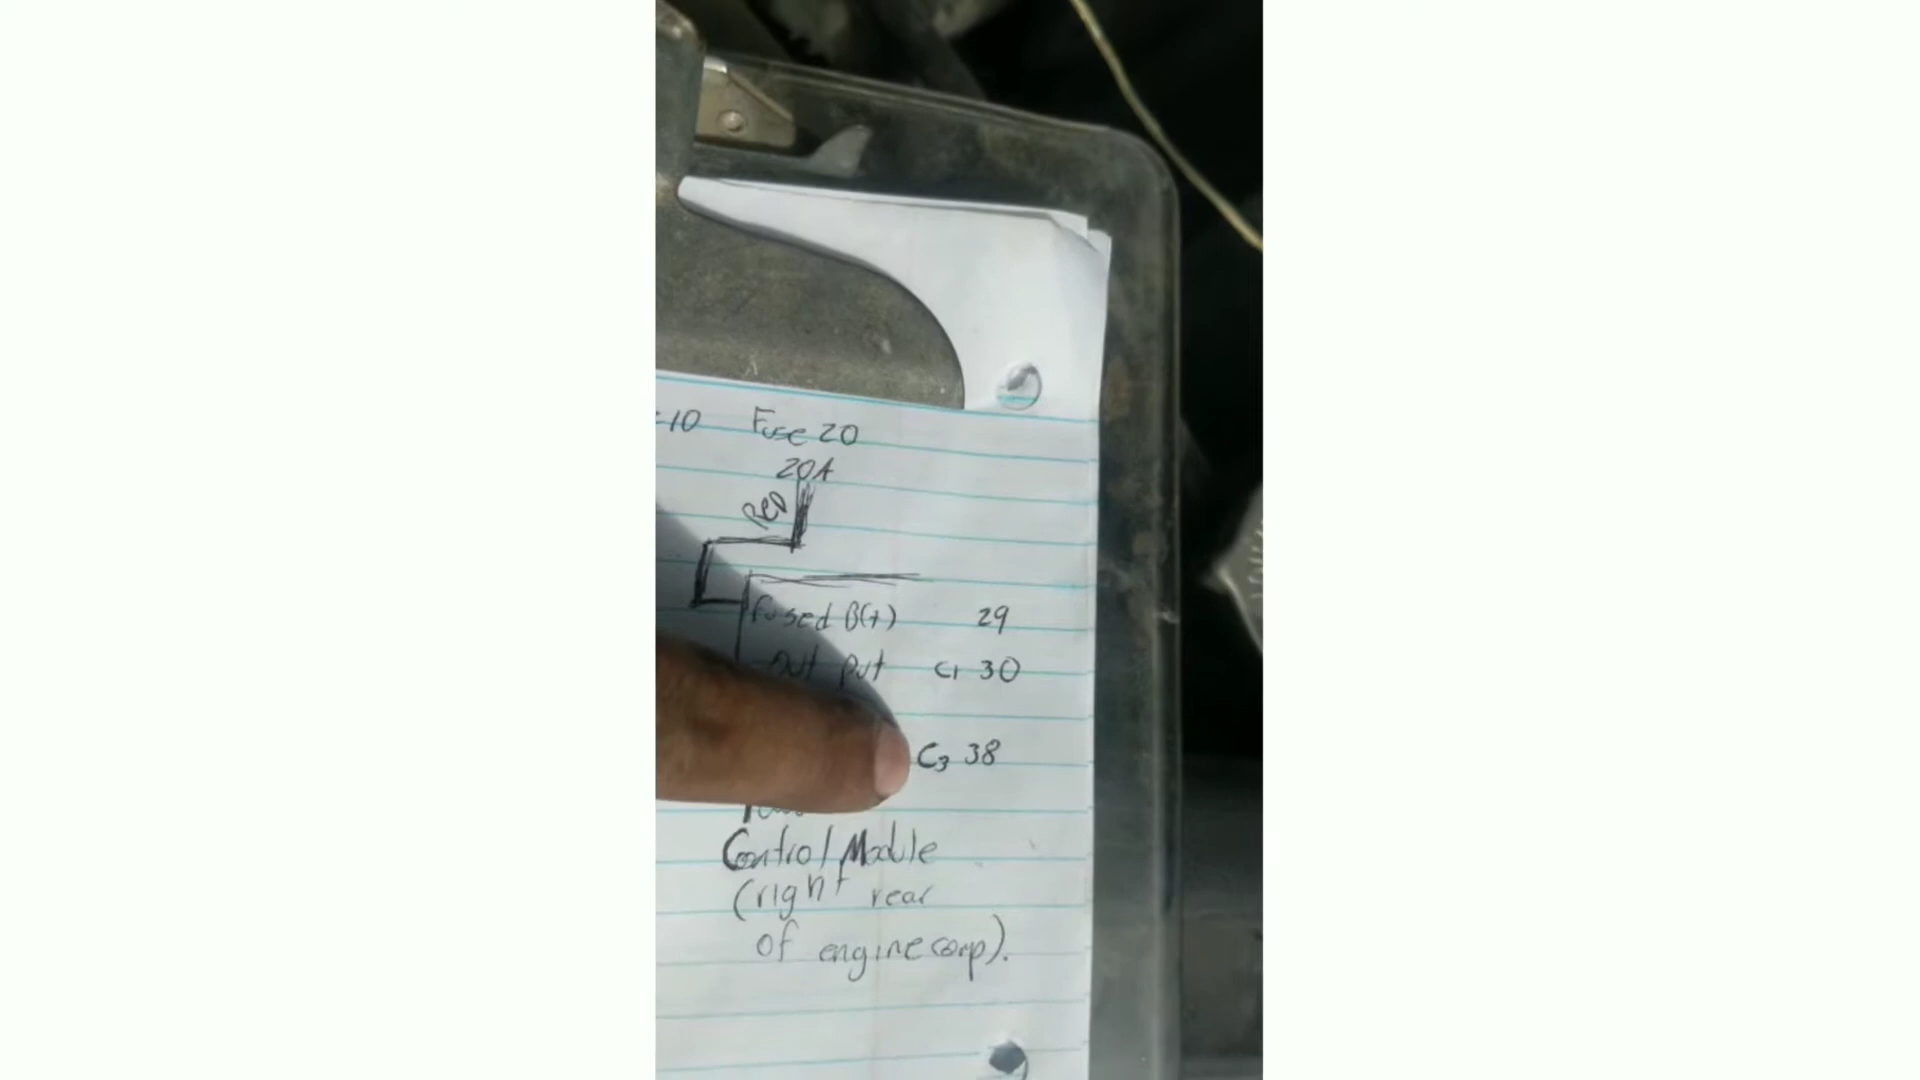 -10 Fuse 20
20A
RED
fused B(+) 29
out put C1 30
C3 38
Control Module
(right rear
of engine comp).